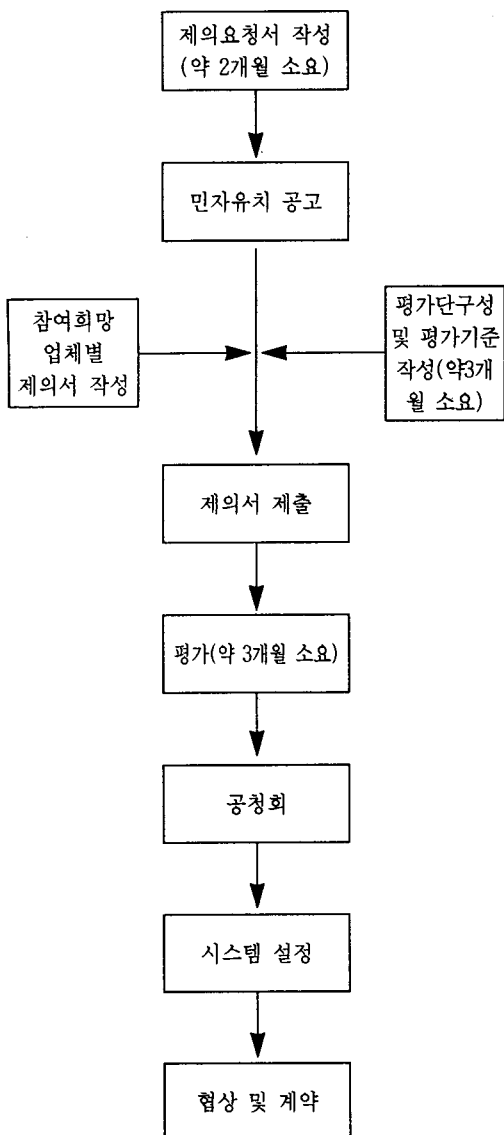 제의요청서 작성
(약 2개월 소요)
민자유치 공고
참여희망
업체별
제의서 작성
평가단구성
및 평가기준
작성(약3개
월 소요)
제의서 제출
평가(약 3개월 소요)
공청회
시스템 설정
협상 및 계약